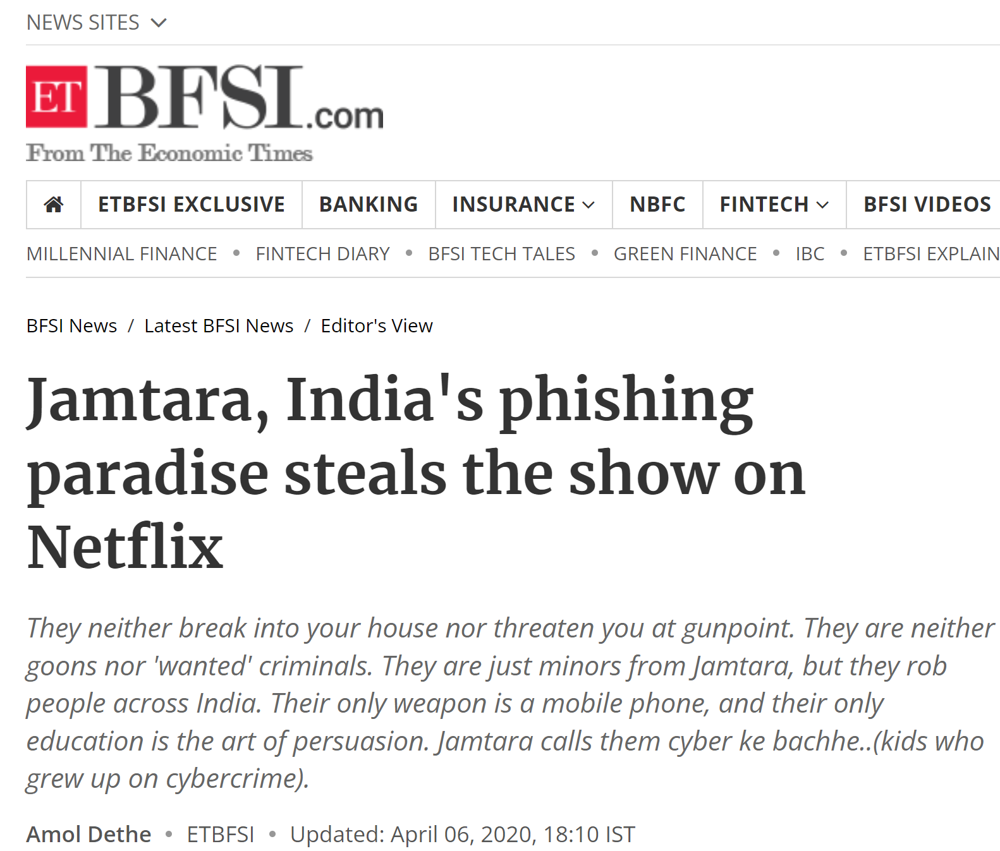 NEWS SITES
ET BFSI.com
From The Economic Times
ETBFSI EXCLUSIVE BANKING INSURANCE NBFC FINTECH BFSI VIDEOS
MILLENNIAL FINANCE • FINTECH DIARY • BFSI TECH TALES • GREEN FINANCE • IBC • ETBFSI EXPLAIN
BFSI News / Latest BFSI News / Editor's View
Jamtara, India's phishing
paradise steals the show on
Netflix
They neither break into your house nor threaten you at gunpoint. They are neither
goons nor 'wanted' criminals. They are just minors from Jamtara, but they rob
people across India. Their only weapon is a mobile phone, and their only
education is the art of persuasion. Jamtara calls them cyber ke bachhe..(kids who
grew up on cybercrime).
Amol Dethe • ETBFSI • Updated: April 06, 2020, 18:10 IST